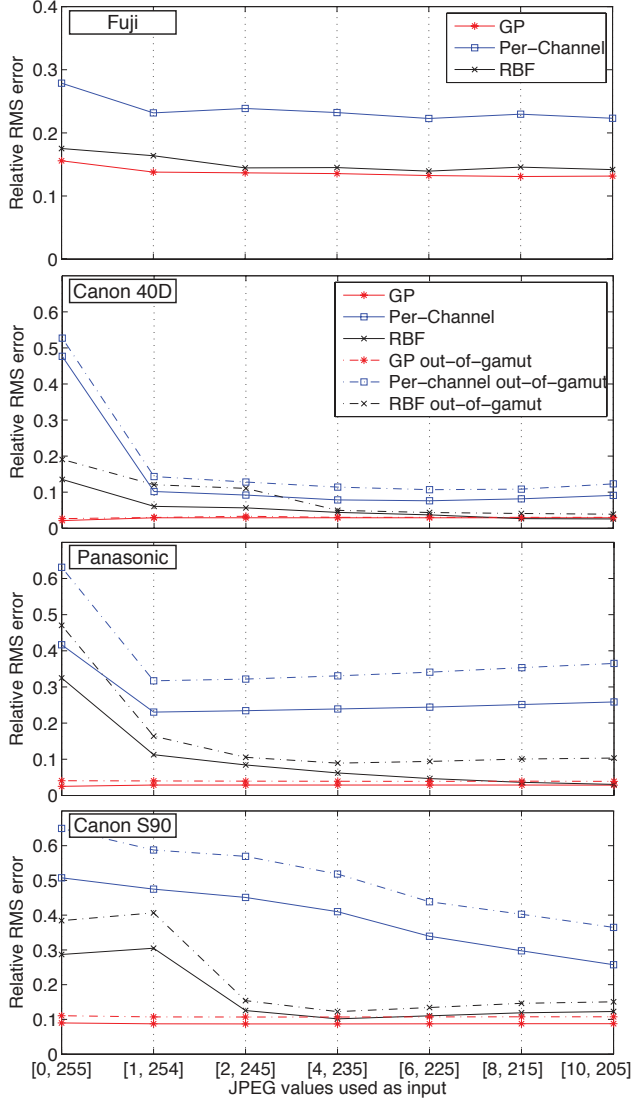 0.4
Fuji
GP
Per-Channel
RBF
0.3
0.2
0.1
0
Relative RMS error
Canon 40D
GP
Per-Channel
RBF
GP out-of-gamut
Per-channel out-of-gamut
RBF out-of-gamut
0.6
0.5
0.4
0.3
0.2
0.1
0
Relative RMS error
Panasonic
0.6
0.5
0.4
0.3
0.2
0.1
0
Relative RMS error
Canon S90
0.6
0.5
0.4
0.3
0.2
0.1
0
Relative RMS error
[0, 255] [1, 254] [2, 245] [4, 235] [6, 225] [8, 215] [10, 205]
JPEG values used as input